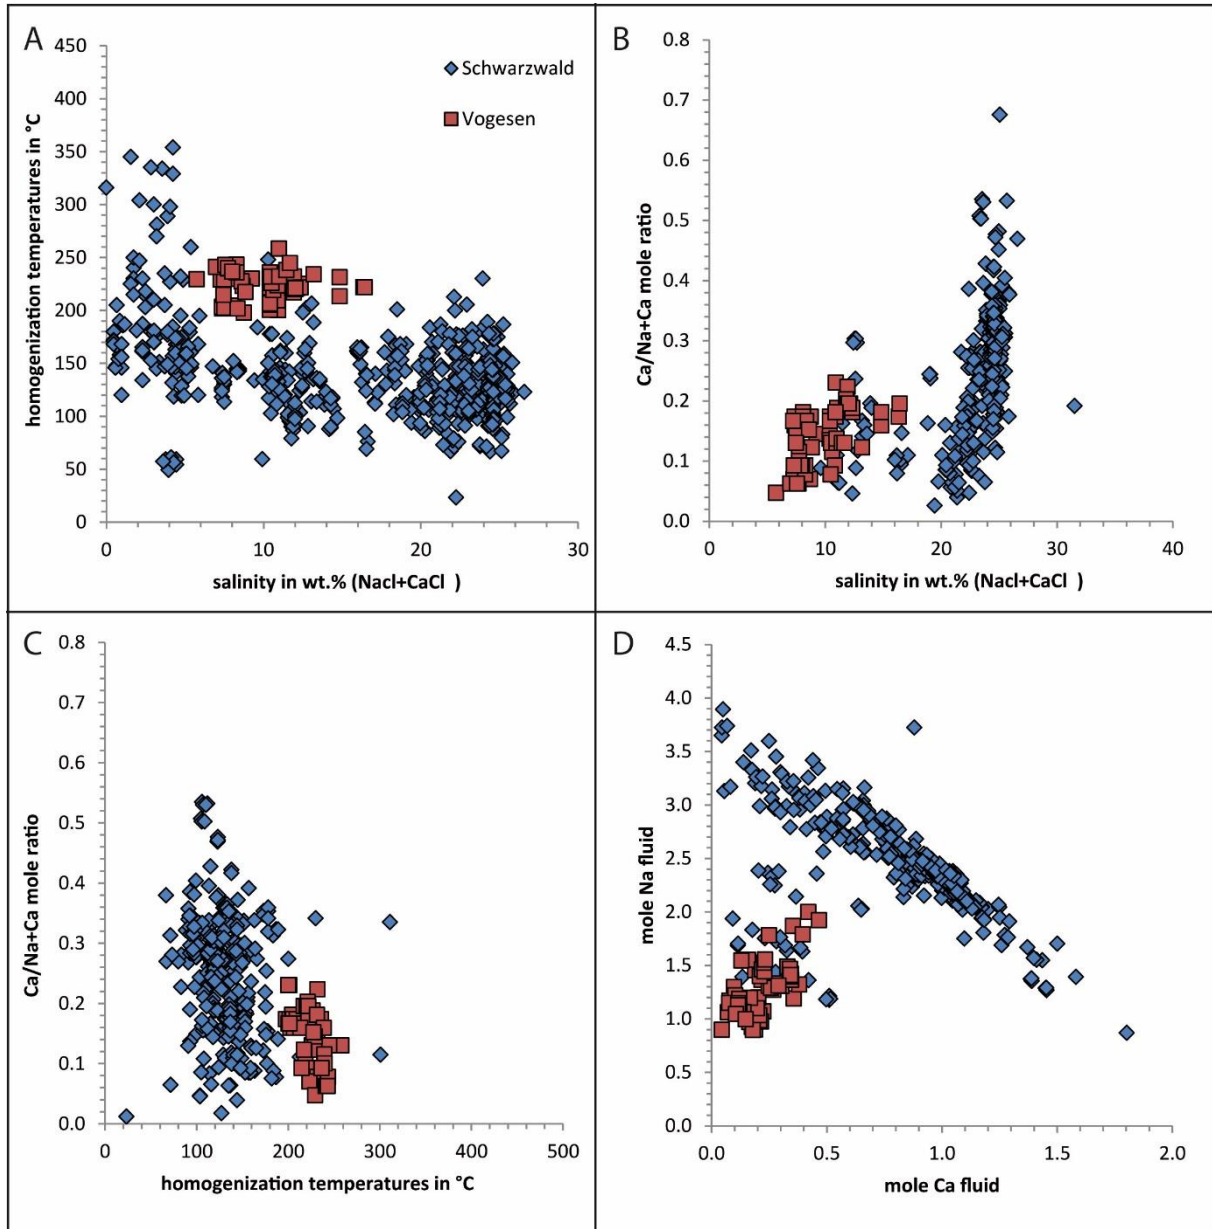 A
450
400
350
300
250
200
150
100
50
0
0 10 20 30
homogenization temperatures in °C
salinity in wt.% (Nacl+CaCl )
Schwarzwald
Vogesen
B
0.8
0.7
0.6
0.5
0.4
0.3
0.2
0.1
0.0
0 10 20 30 40
Ca/Na+Ca mole ratio
salinity in wt.% (Nacl+CaCl )
C
0.8
0.7
0.6
0.5
0.4
0.3
0.2
0.1
0.0
0 100 200 300 400 500
Ca/Na+Ca mole ratio
homogenization temperatures in °C
D
4.5
4.0
3.5
3.0
2.5
2.0
1.5
1.0
0.5
0.0
0.0 0.5 1.0 1.5 2.0
mole Na fluid
mole Ca fluid